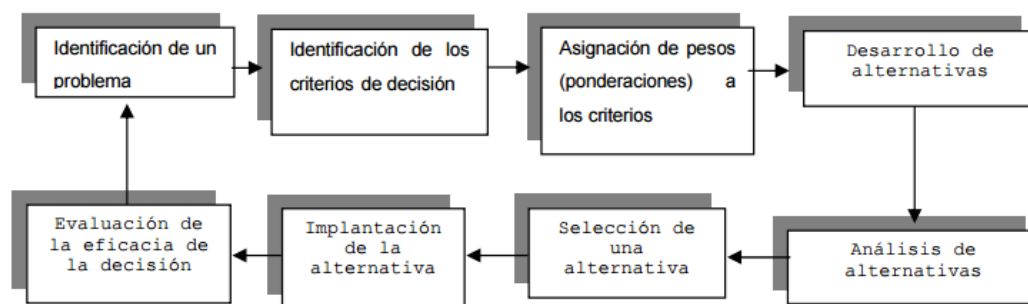 Identificación de un
problema
Identificación de los
criterios de decisión
Asignación de pesos
(ponderaciones) a
los criterios
Desarrollo de
alternativas
Análisis de
alternativas
Selección de
una
alternativa
Implantación
de la
alternativa
Evaluación de
la eficacia de
la decisión